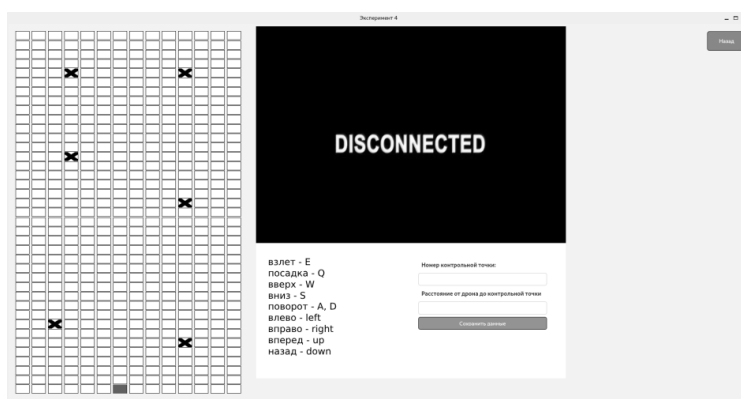 Эксперимент 4
Назад
DISCONNECTED
взлет - E
посадка - Q
вверх - W
вниз - S
поворот - A, D
влево - left
вправо - right
вперед - up
назад - down
Номер контрольной точки:
Расстояние от дрона до контрольной точки
Сохранить данные